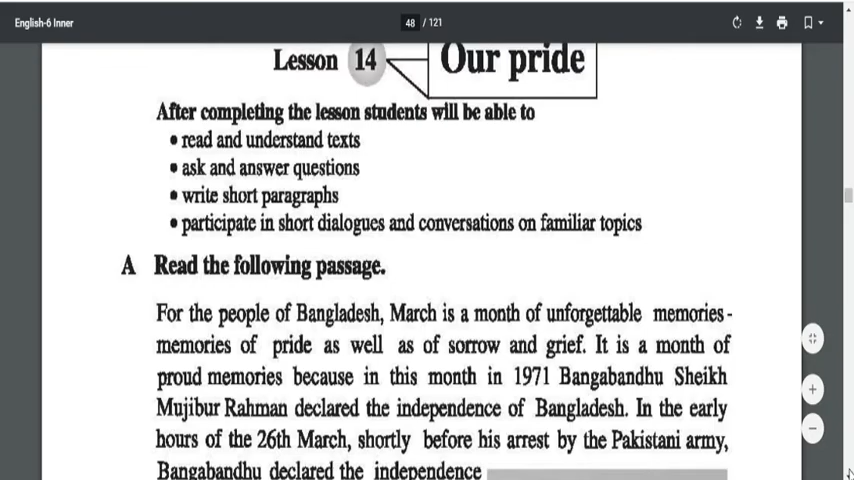 English-6 Inner
48 / 121
Lesson 14 Our pride
After completing the lesson students will be able to
• read and understand texts
• ask and answer questions
• write short paragraphs
• participate in short dialogues and conversations on familiar topics
A Read the following passage.
For the people of Bangladesh, March is a month of unforgettable memories-
memories of pride as well as of sorrow and grief. It is a month of
proud memories because in this month in 1971 Bangabandhu Sheikh
Mujibur Rahman declared the independence of Bangladesh. In the early
hours of the 26th March, shortly before his arrest by the Pakistani army,
Bangabandhu declared the independence